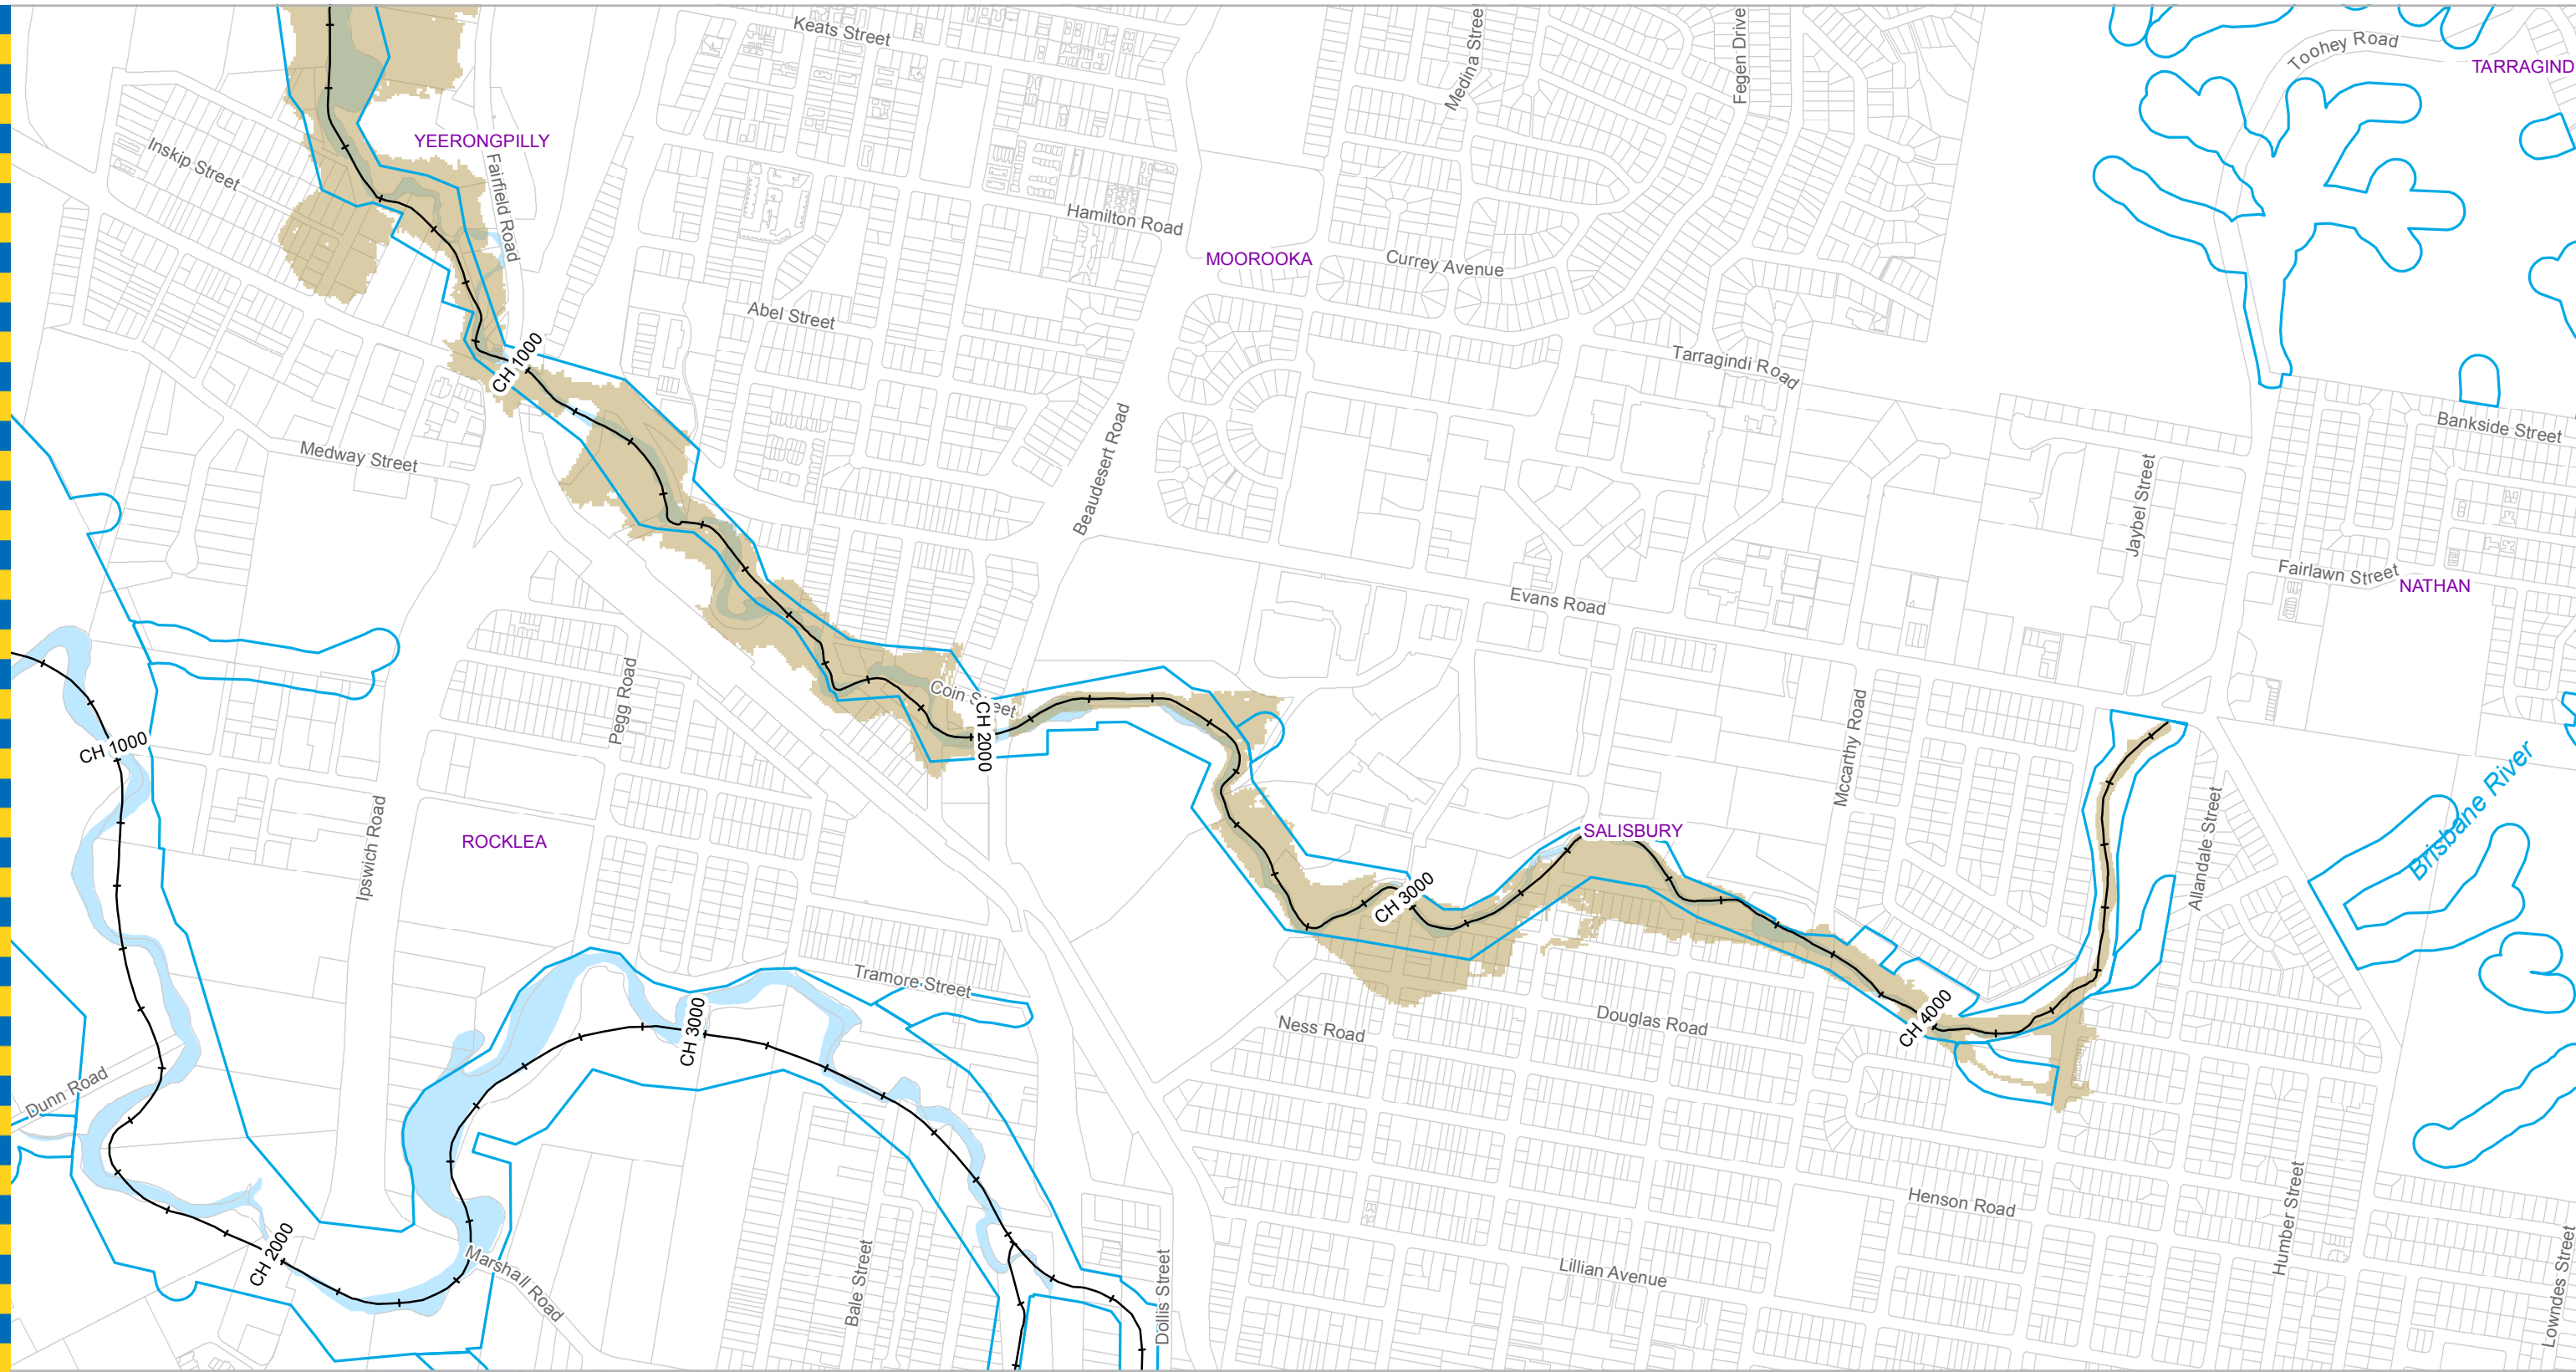 Keats Street
Medina Stree
Fegen Drive
Toohey Road
TARRAGIND
YEERONGPILLY
Inskip Street
Fairfield Road
Hamilton Road
MOOROOKA
Currey Avenue
Abel Street
CH 1000
Tarragindi Road
Bankside Street
Medway Street
Beaudesert Road
Jaybel Street
Fairlawn Street
NATHAN
Evans Road
Pegg Road
Coin Street
CH 2000
CH 1000
Mccarthy Road
Brisbane River
ROCKLEA
Ipswich Road
SALISBURY
Allandale Street
CH 3000
Tramore Street
CH 3000
Ness Road
Douglas Road
CH 4000
Dunn Road
Henson Road
Humber Street
CH 2000
Marshall Road
Bale Street
Dollis Street
Lillian Avenue
Lowndes Street